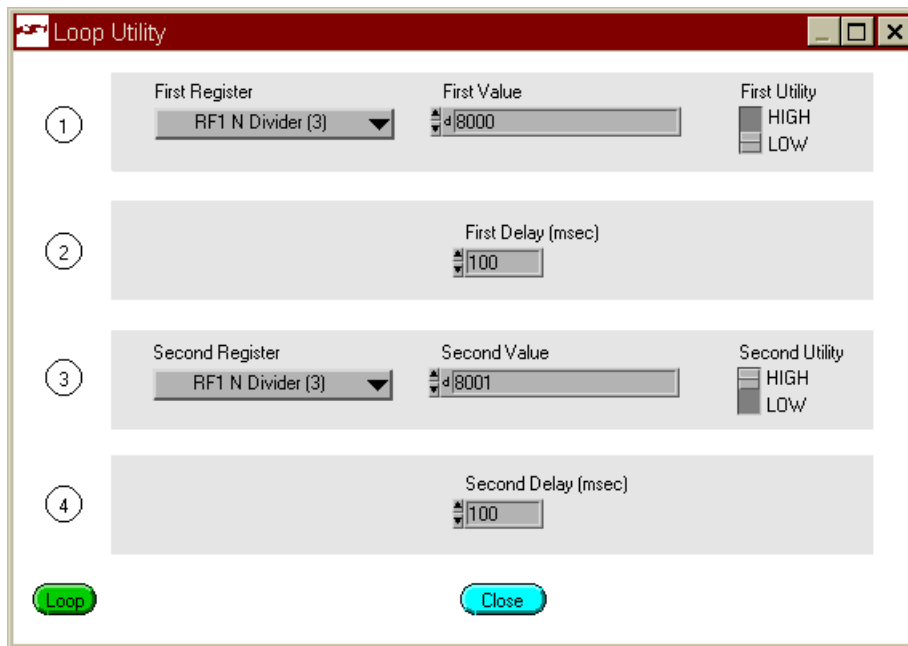 Loop Utility
First Register First Value First Utility
1 RF1 N Divider (3) d 8000 HIGH
LOW
First Delay (msec)
2 100
Second Register Second Value Second Utility
3 RF1 N Divider (3) d 8001 HIGH
LOW
Second Delay (msec)
4 100
Loop Close